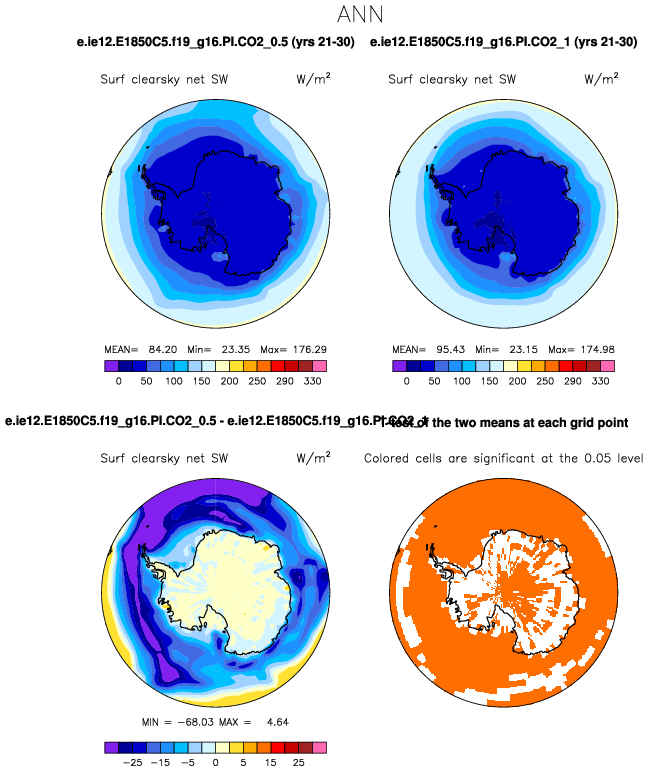 ANN
e.ie12.E1850C5.f19_g16.PI.CO2_0.5 (yrs 21-30)
e.ie12.E1850C5.f19_g16.PI.CO2_1 (yrs 21-30)
Surf clearsky net SW W/m²
Surf clearsky net SW W/m²
MEAN= 84.20 Min= 23.35 Max= 176.29
0 50 100 150 200 250 290 330
MEAN= 95.43 Min= 23.15 Max= 174.98
0 50 100 150 200 250 290 330
e.ie12.E1850C5.f19_g16.PI.CO2_0.5 - e.ie12.E1850C5.f19_g16.PI.CO2_1
T-test of the two means at each grid point
Surf clearsky net SW W/m²
Colored cells are significant at the 0.05 level
MIN = −68.03 MAX = 4.64
−25 −15 −5 0 5 15 25